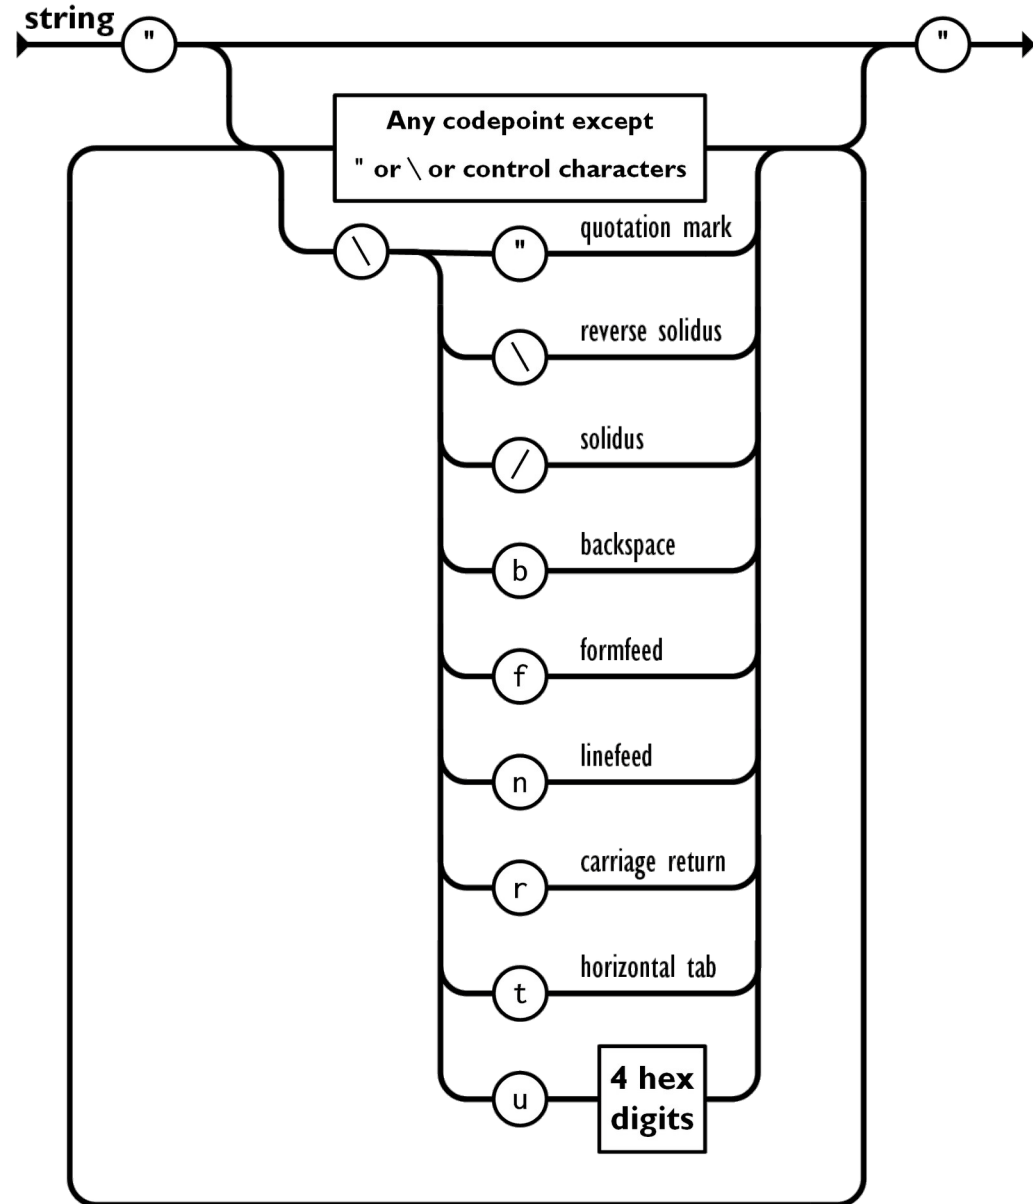 string
" "
Any codepoint except
" or \ or control characters
\ " quotation mark
\ reverse solidus
/ solidus
b backspace
f formfeed
n linefeed
r carriage return
t horizontal tab
u 4 hex
digits